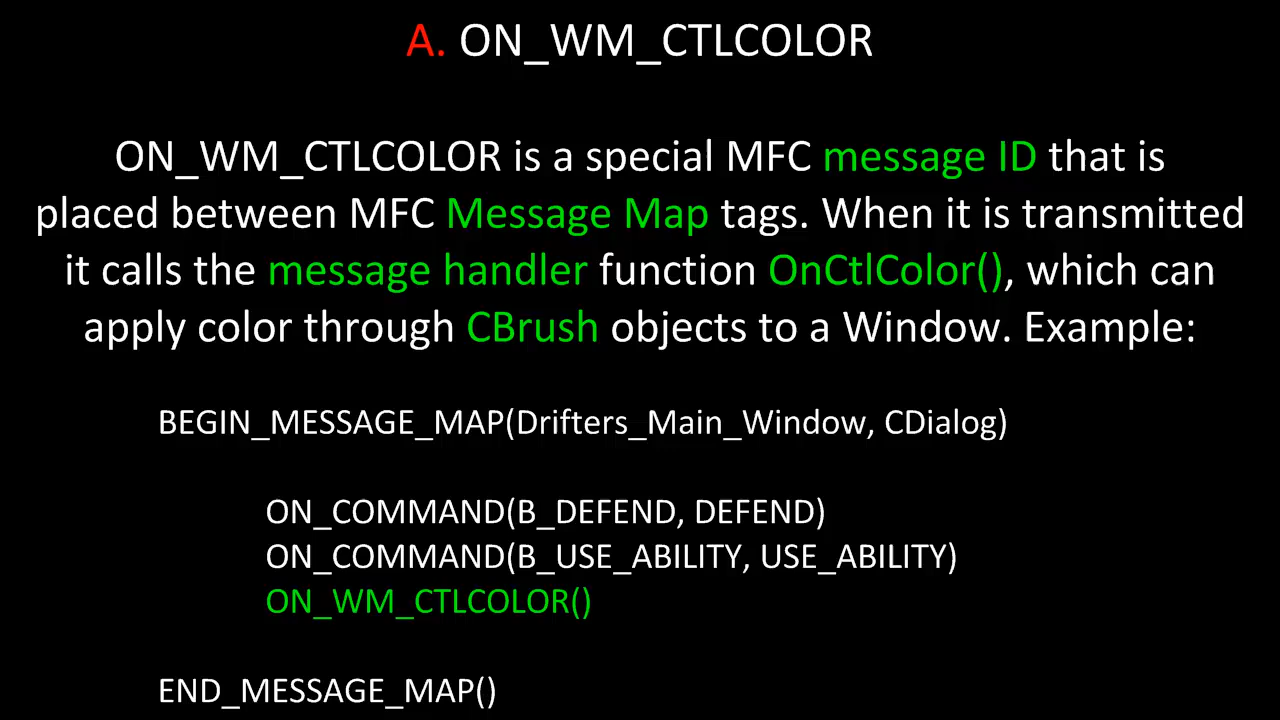 A. ON_WM_CTLCOLOR
ON_WM_CTLCOLOR is a special MFC message ID that is
placed between MFC Message Map tags. When it is transmitted
it calls the message handler function OnCtlColor(), which can
apply color through CBrush objects to a Window. Example:
BEGIN_MESSAGE_MAP(Drifters_Main_Window, CDialog)
ON_COMMAND(B_DEFEND, DEFEND)
ON_COMMAND(B_USE_ABILITY, USE_ABILITY)
ON_WM_CTLCOLOR()
END_MESSAGE_MAP()